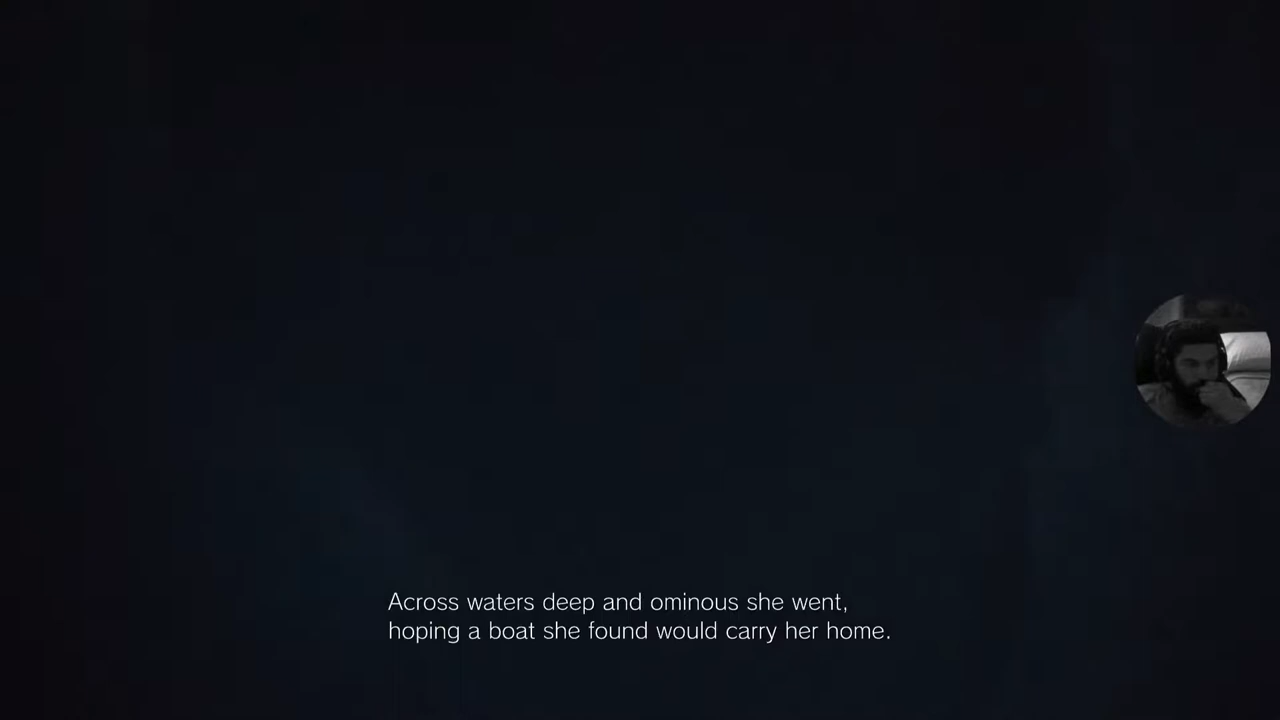 Across waters deep and ominous she went,
hoping a boat she found would carry her home.